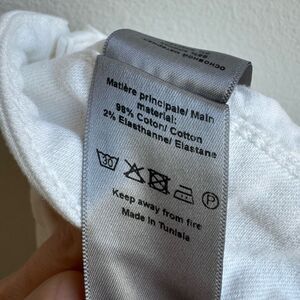 Matière principale/ Main
material:
98% Coton/ Cotton
2% Elasthanne/ Elastane
30
P
Keep away from fire
Made in Tunisia